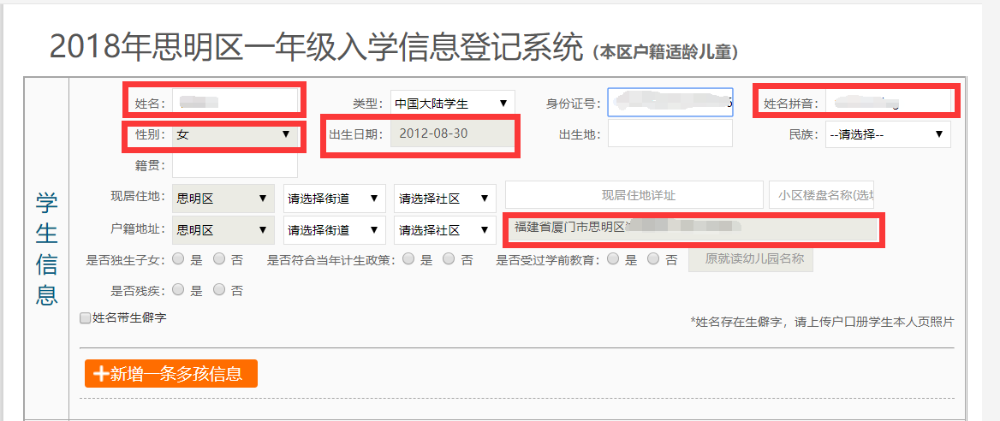 2018年思明区一年级入学信息登记系统（本区户籍适龄儿童）
学生信息
姓名： 类型： 中国大陆学生 身份证号： 姓名拼音：
性别： 女 出生日期： 2012-08-30 出生地： 民族： --请选择--
籍贯：
现居住地： 思明区 请选择街道 请选择社区 现居住地详址 小区楼盘名称(选填
户籍地址： 思明区 请选择街道 请选择社区 福建省厦门市思明区
是否独生子女： 是 否 是否符合当年计生政策： 是 否 是否受过学前教育： 是 否 原就读幼儿园名称
是否残疾： 是 否
姓名带生僻字
*姓名存在生僻字，请上传户口册学生本人页照片
+新增一条多孩信息